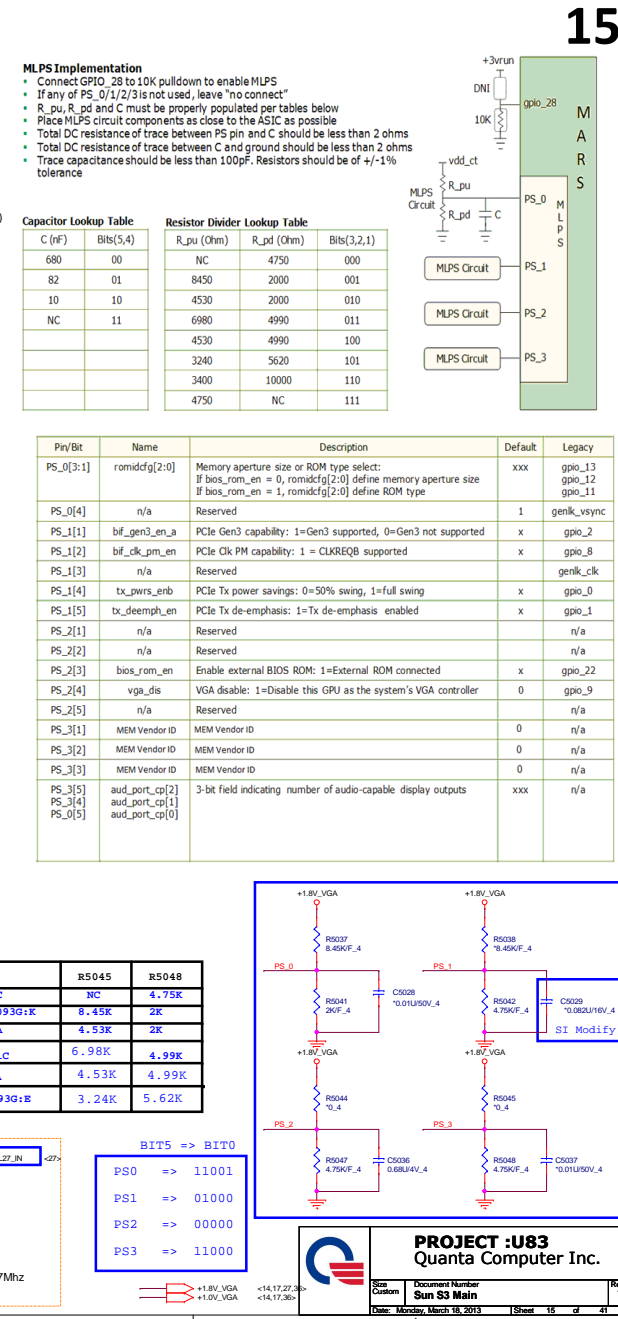 15
MLPS Implementation
• Connect GPIO_28 to 10K pulldown to enable MLPS
• If any of PS_0/1/2/3 is not used, leave "no connect"
• R_pu, R_pd and C must be properly populated per tables below
• Place MLPS circuit components as close to the ASIC as possible
• Total DC resistance of trace between PS pin and C should be less than 2 ohms
• Total DC resistance of trace between C and ground should be less than 2 ohms
• Trace capacitance should be less than 100pF. Resistors should be of +/-1%
tolerance
+3vrun
DNI
gpio_28
10K
MARS
vdd_ct
R_pu
MLPS
Circuit
R_pd
C
PS_0
MLPS
MLPS Circuit
PS_1
MLPS Circuit
PS_2
MLPS Circuit
PS_3
)
Capacitor Lookup Table
C (nF) Bits(5,4)
680 00
82 01
10 10
NC 11
Resistor Divider Lookup Table
R_pu (Ohm) R_pd (Ohm) Bits(3,2,1)
NC 4750 000
8450 2000 001
4530 2000 010
6980 4990 011
4530 4990 100
3240 5620 101
3400 10000 110
4750 NC 111
Pin/Bit Name Description Default Legacy
PS_0[3:1] romidcfg[2:0] Memory aperture size or ROM type select: xxx gpio_13
If bios_rom_en = 0, romidcfg[2:0] define memory aperture size gpio_12
If bios_rom_en = 1, romidcfg[2:0] define ROM type gpio_11
PS_0[4] n/a Reserved 1 genlk_vsync
PS_1[1] bif_gen3_en_a PCIe Gen3 capability: 1=Gen3 supported, 0=Gen3 not supported x gpio_2
PS_1[2] bif_clk_pm_en PCIe Clk PM capability: 1 = CLKREQB supported x gpio_8
PS_1[3] n/a Reserved genlk_clk
PS_1[4] tx_pwrs_enb PCIe Tx power savings: 0=50% swing, 1=full swing x gpio_0
PS_1[5] tx_deemph_en PCIe Tx de-emphasis: 1=Tx de-emphasis enabled x gpio_1
PS_2[1] n/a Reserved n/a
PS_2[2] n/a Reserved n/a
PS_2[3] bios_rom_en Enable external BIOS ROM: 1=External ROM connected x gpio_22
PS_2[4] vga_dis VGA disable: 1=Disable this GPU as the system's VGA controller 0 gpio_9
PS_2[5] n/a Reserved n/a
PS_3[1] MEM Vendor ID MEM Vendor ID 0 n/a
PS_3[2] MEM Vendor ID MEM Vendor ID 0 n/a
PS_3[3] MEM Vendor ID MEM Vendor ID 0 n/a
PS_3[5] aud_port_cp[2] 3-bit field indicating number of audio-capable display outputs xxx n/a
PS_3[4] aud_port_cp[1]
PS_0[5] aud_port_cp[0]
R5045 R5048
C NC 4.75K
093G:K 8.45K 2K
4.53K 2K
LC 6.98K 4.99K
4.53K 4.99K
93G:E 3.24K 5.62K
L27_IN <27>
7Mhz
BIT5 => BIT0
PS0 => 11001
PS1 => 01000
PS2 => 00000
PS3 => 11000
+1.8V_VGA <14,17,27,36>
+1.0V_VGA <14,17,36>
+1.8V_VGA
R5037
8.45K/F_4
PS_0
R5041
2K/F_4
C5028
*0.01U/50V_4
+1.8V_VGA
R5038
*8.45K/F_4
PS_1
R5042
4.75K/F_4
C5029
*0.082U/16V_4
SI Modify
+1.8V_VGA
R5044
*0_4
PS_2
R5047
4.75K/F_4
C5036
0.68U/4V_4
+1.8V_VGA
R5045
*0_4
PS_3
R5048
4.75K/F_4
C5037
*0.01U/50V_4
PROJECT :U83
Quanta Computer Inc.
Size Document Number Re
Custom Sun S3 Main
Date: Monday, March 18, 2013 Sheet 15 of 41